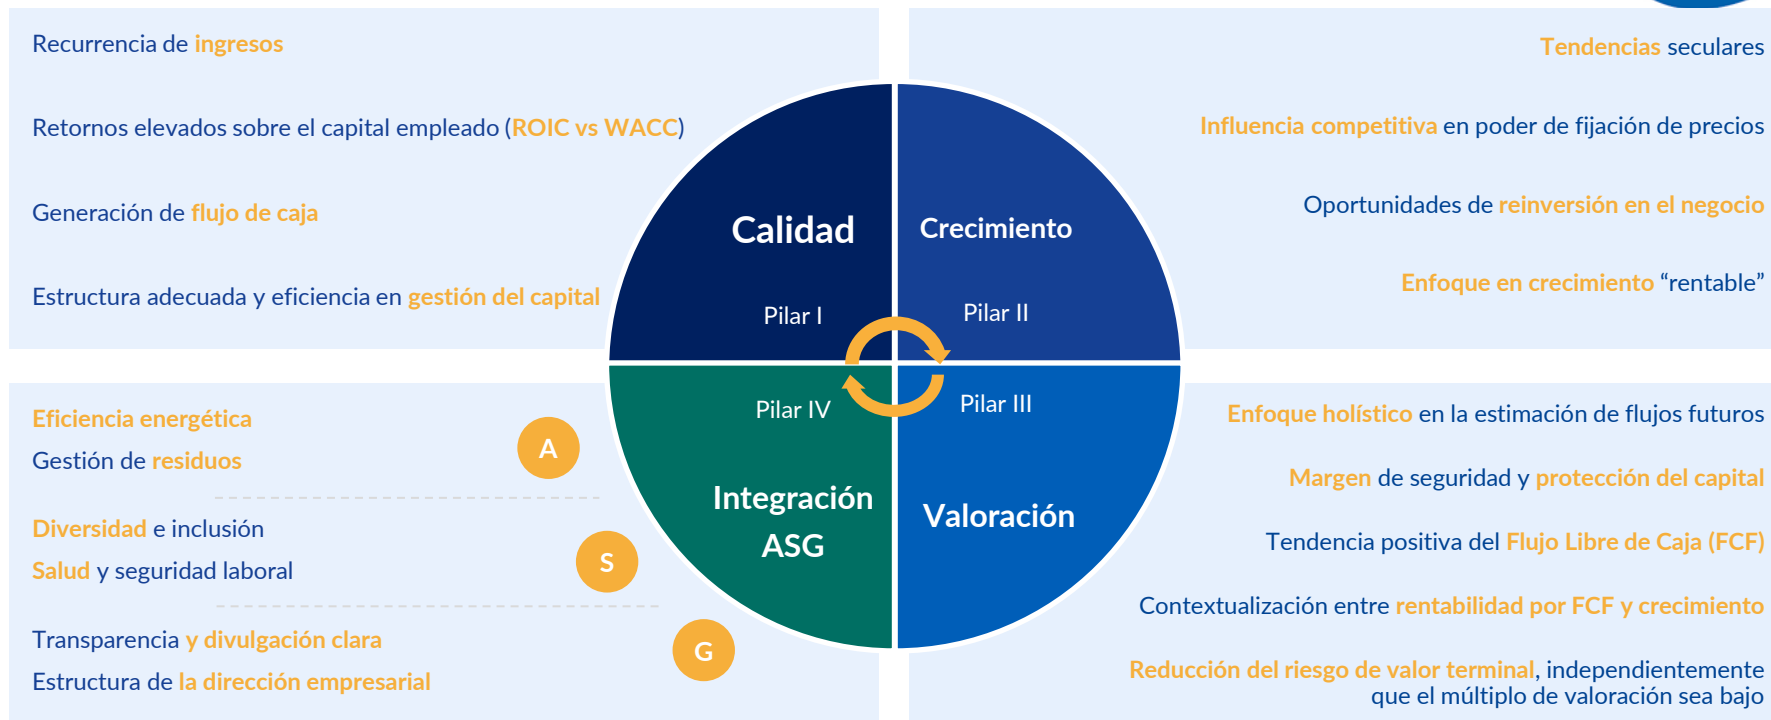 Recurrencia de ingresos
Retornos elevados sobre el capital empleado (ROIC vs WACC)
Generación de flujo de caja
Estructura adecuada y eficiencia en gestión del capital
Calidad
Pilar I
Crecimiento
Pilar II
Tendencias seculares
Influencia competitiva en poder de fijación de precios
Oportunidades de reinversión en el negocio
Enfoque en crecimiento “rentable”
Eficiencia energética
Gestión de residuos
A
Diversidad e inclusión
Salud y seguridad laboral
S
Transparencia y divulgación clara
Estructura de la dirección empresarial
G
Pilar IV
Integración
ASG
Pilar III
Valoración
Enfoque holístico en la estimación de flujos futuros
Margen de seguridad y protección del capital
Tendencia positiva del Flujo Libre de Caja (FCF)
Contextualización entre rentabilidad por FCF y crecimiento
Reducción del riesgo de valor terminal, independientemente
que el múltiplo de valoración sea bajo